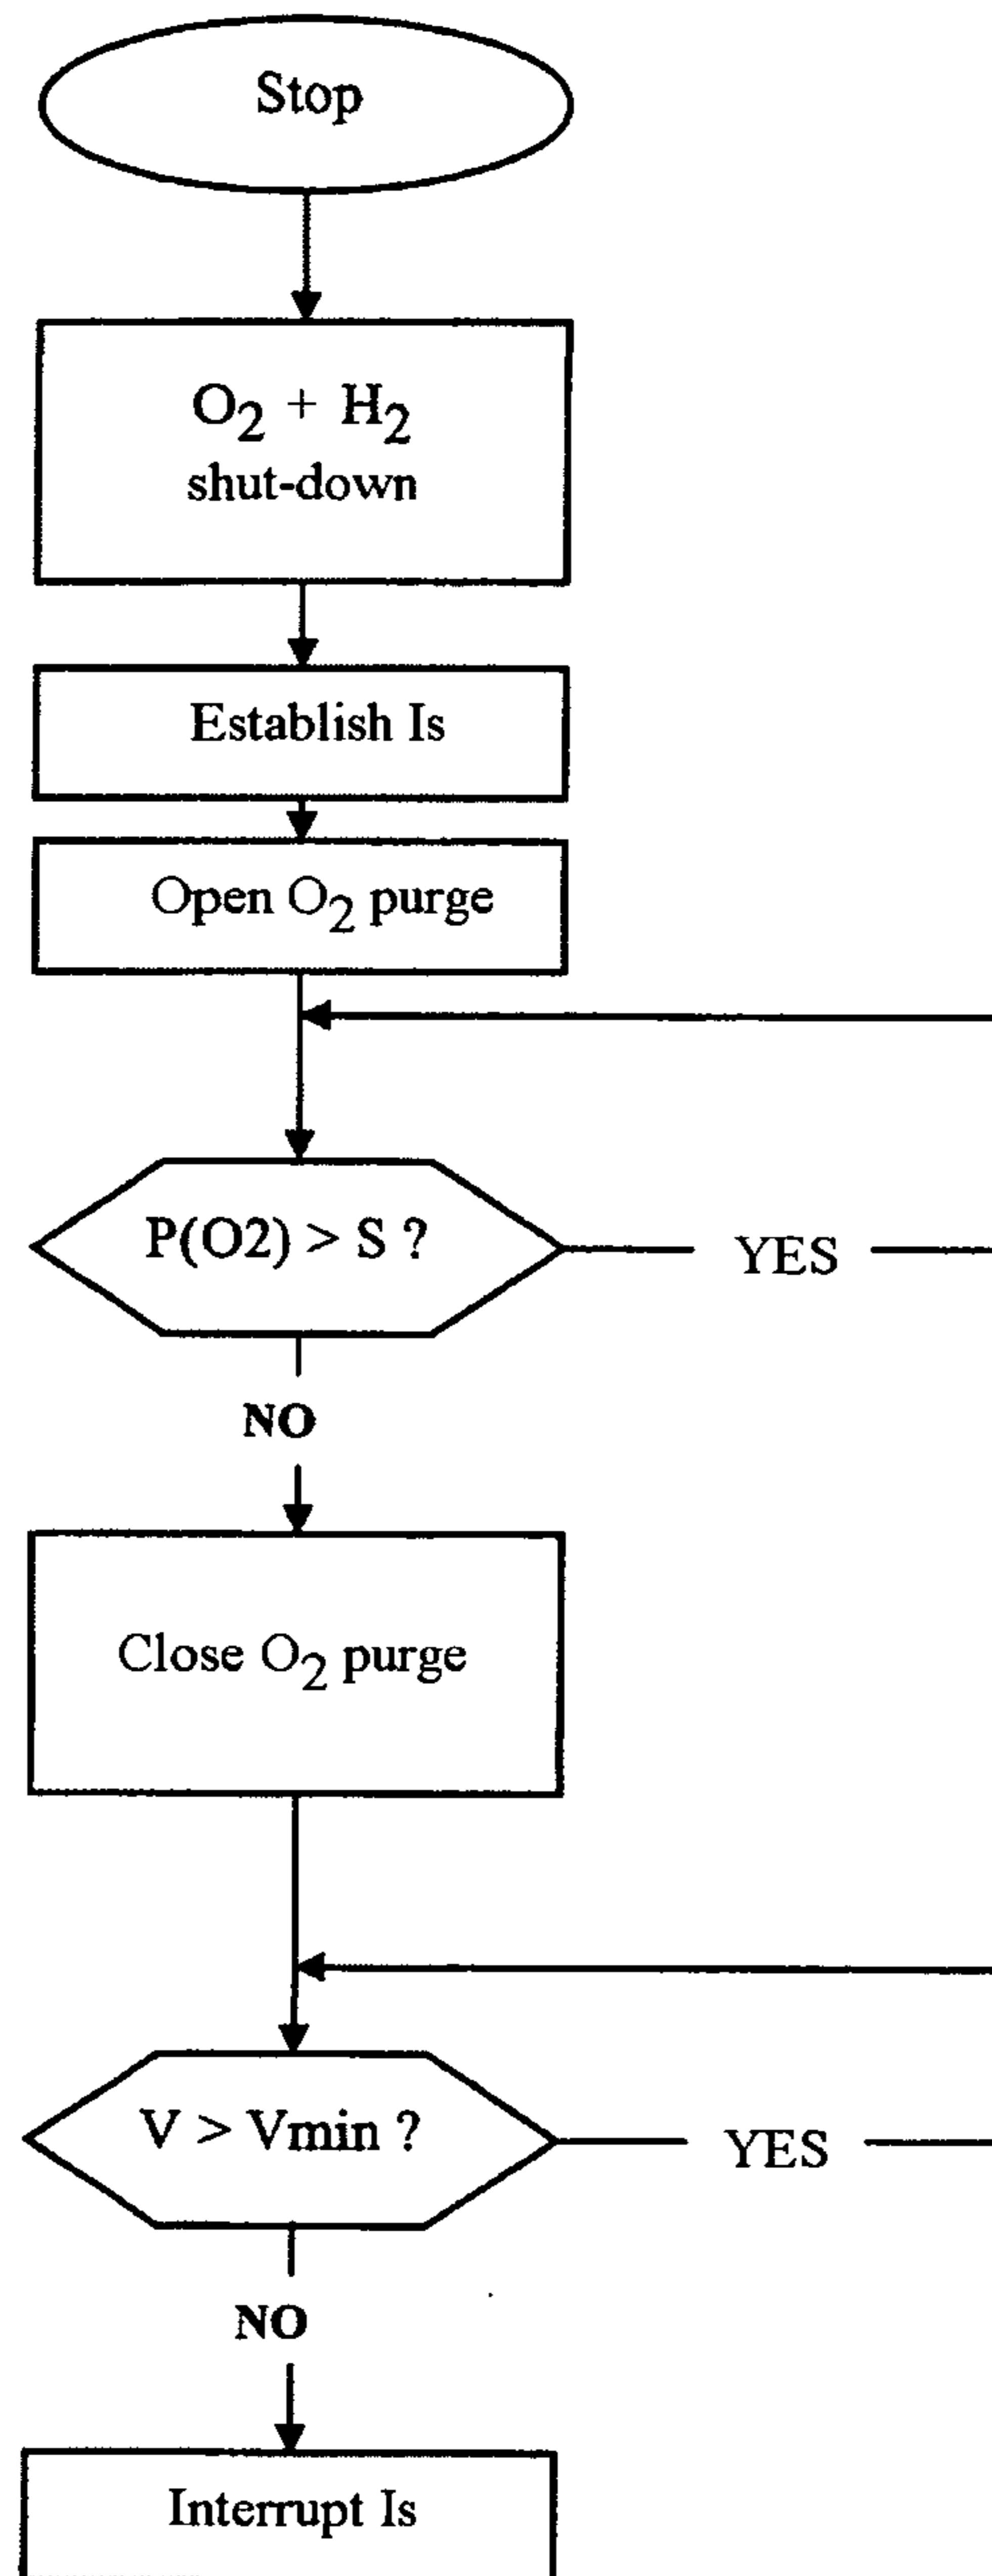 Stop
O2 + H2
shut-down
Establish Is
Open O2 purge
P(O2) > S ?
YES
NO
Close O2 purge
V > Vmin ?
YES
NO
Interrupt Is